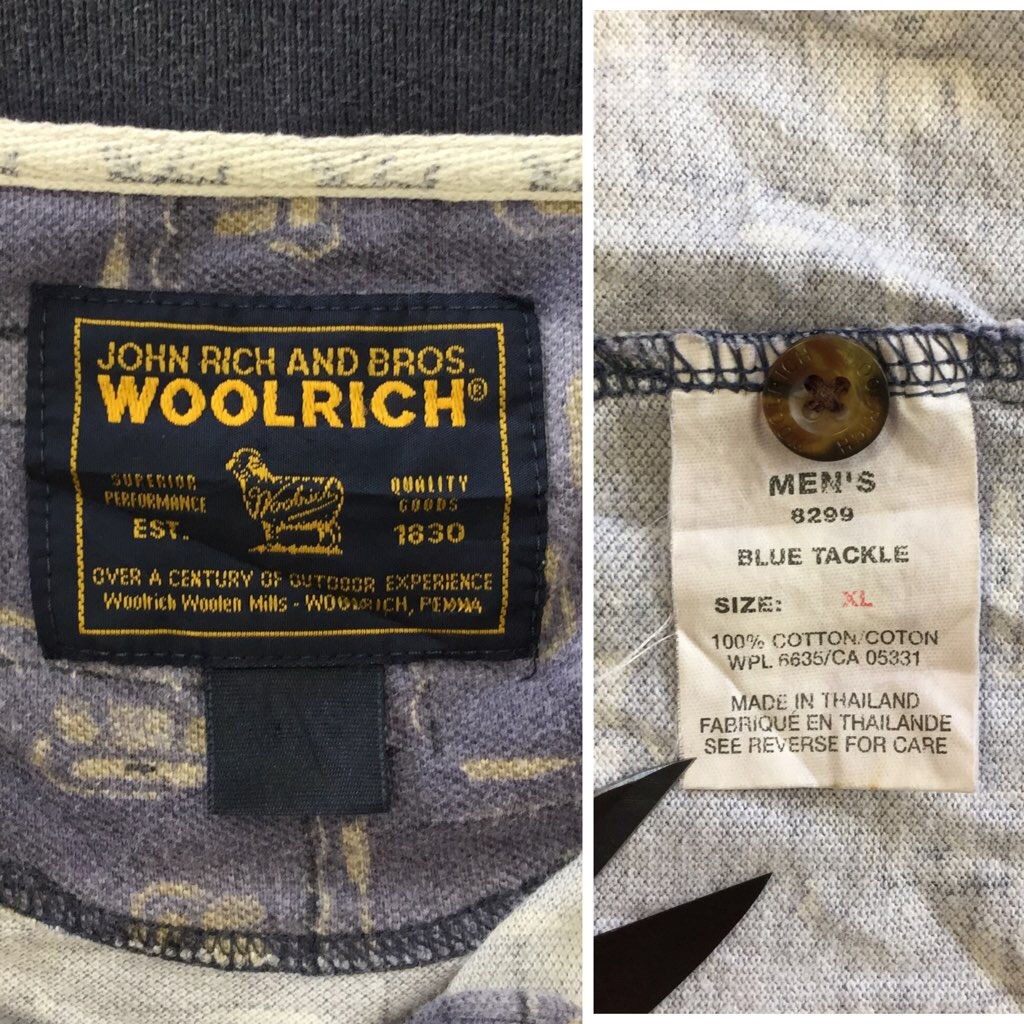 JOHN RICH AND BROS.
WOOLRICH®
SUPERIOR
PERFORMANCE
EST.
Woolrich
QUALITY
GOODS
1830
OVER A CENTURY OF OUTDOOR EXPERIENCE
Woolrich Woolen Mills - WOOLRICH, PENNA
MEN'S
8299
BLUE TACKLE
SIZE: XL
100% COTTON/COTON
WPL 6635/CA 05331
MADE IN THAILAND
FABRIQUÉ EN THAILANDE
SEE REVERSE FOR CARE